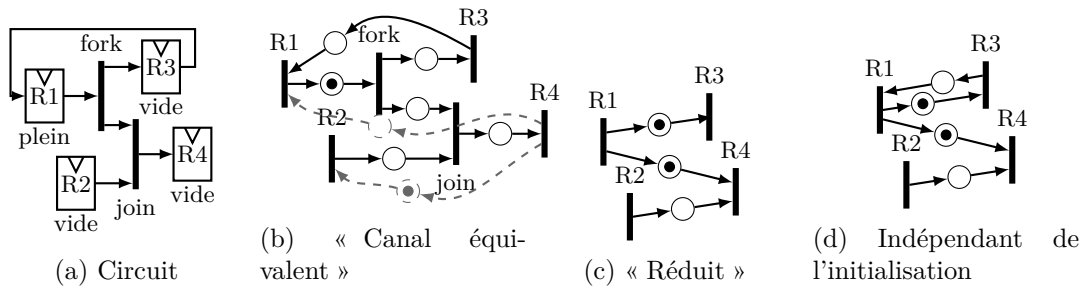 fork
R3
R1
vide
plein
R4
R2
vide
vide
join
(a) Circuit
R3
R1
fork
R2
R4
join
(b) « Canal équi-
valent »
R3
R1
R4
R2
(c) « Réduit »
R3
R1
R4
R2
(d) Indépendant de
l'initialisation